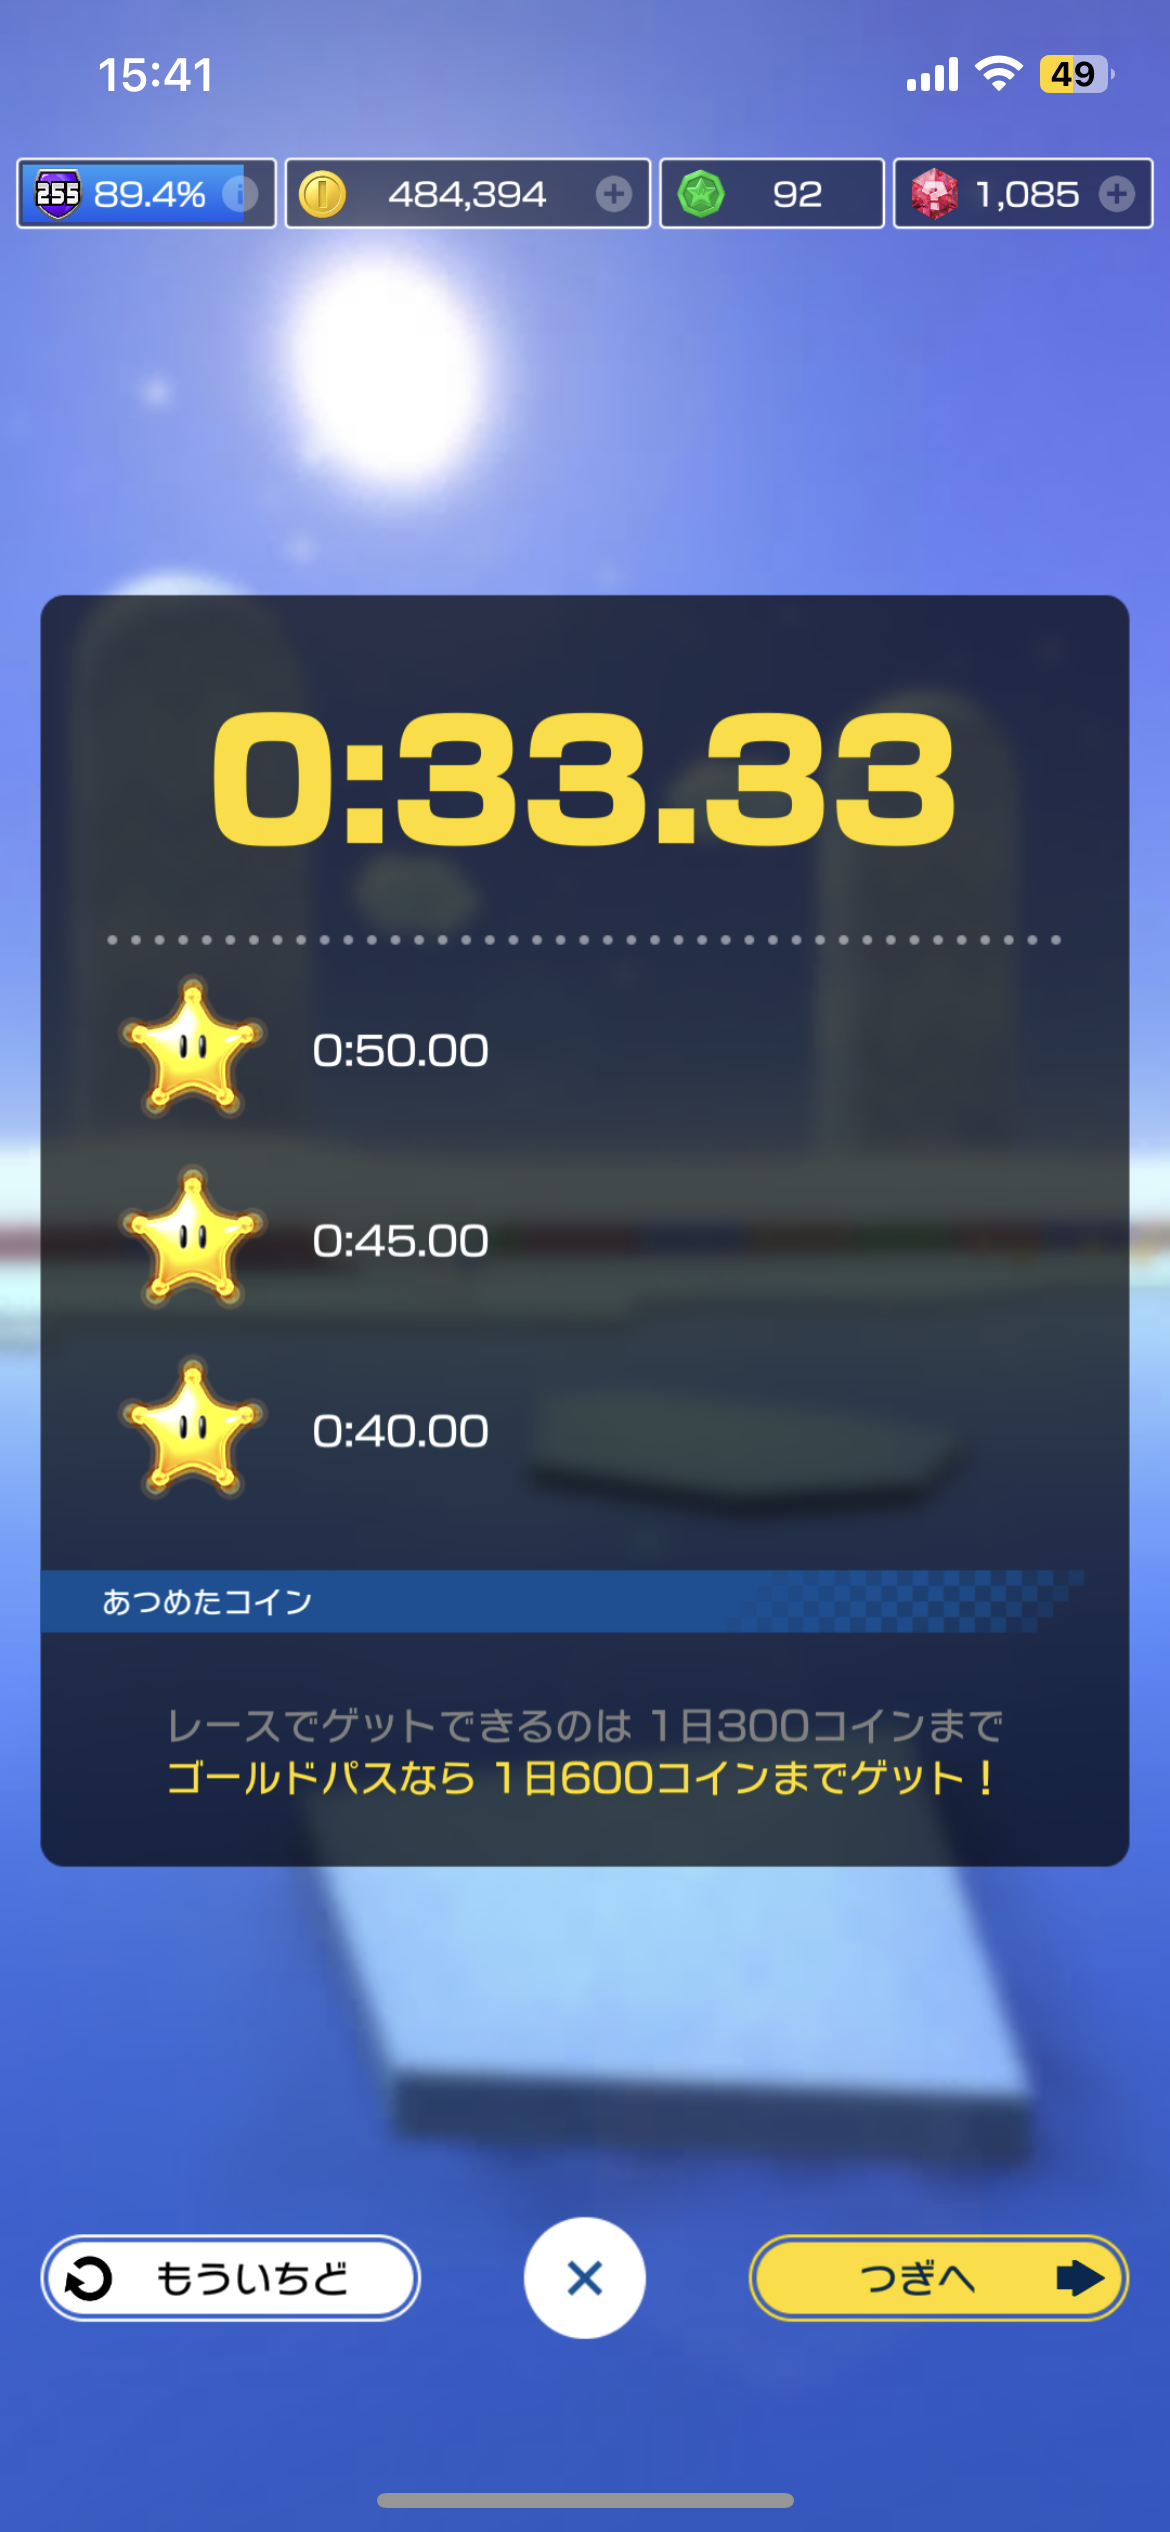 15:41
49
255 89.4% i 484,394 + 92 ? 1,085 +
0:33.33
0:50.00
0:45.00
0:40.00
あつめたコイン
レースでゲットできるのは 1日300コインまで
ゴールドパスなら 1日600コインまでゲット！
もういちど × つぎへ